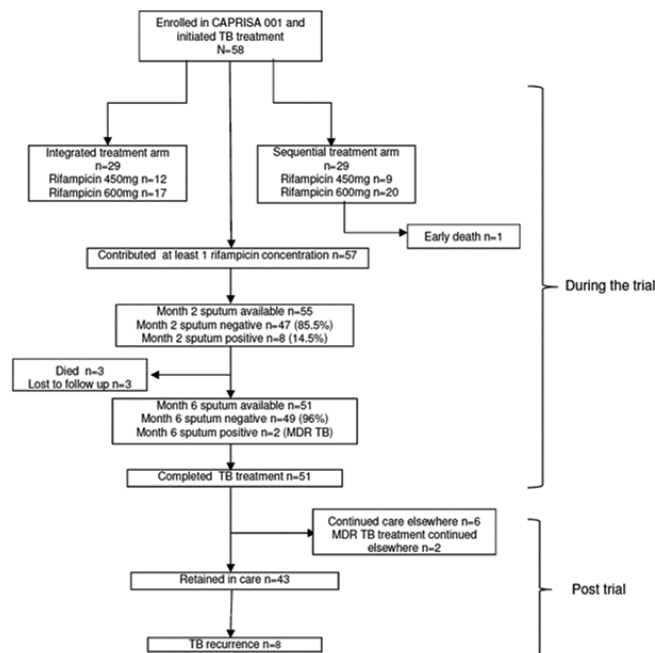 Enrolled in CAPRISA 001 and
initiated TB treatment
N=58
Integrated treatment arm
n=29
Rifampicin 450mg n=12
Rifampicin 600mg n=17
Sequential treatment arm
n=29
Rifampicin 450mg n=9
Rifampicin 600mg n=20
Early death n=1
Contributed at least 1 rifampicin concentration n=57
During the trial
Month 2 sputum available n=55
Month 2 sputum negative n=47 (85.5%)
Month 2 sputum positive n=8 (14.5%)
Died n=3
Lost to follow up n=3
Month 6 sputum available n=51
Month 6 sputum negative n=49 (96%)
Month 6 sputum positive n=2 (MDR TB)
Completed TB treatment n=51
Continued care elsewhere n=6
MDR TB treatment continued
elsewhere n=2
Retained in care n=43
Post trial
TB recurrence n=8